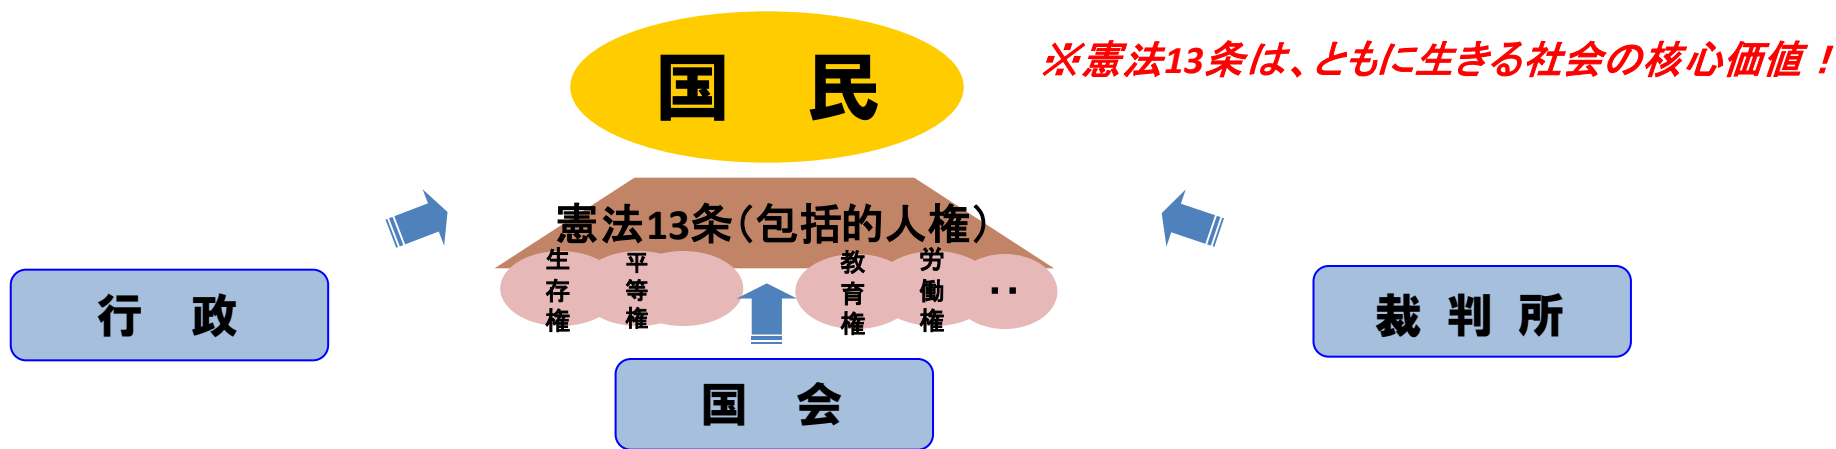 国　民
※憲法13条は、ともに生きる社会の核心価値！
憲法13条（包括的人権）
生存権
平等権
教育権
労働権
‥
行　政
裁 判 所
国　会